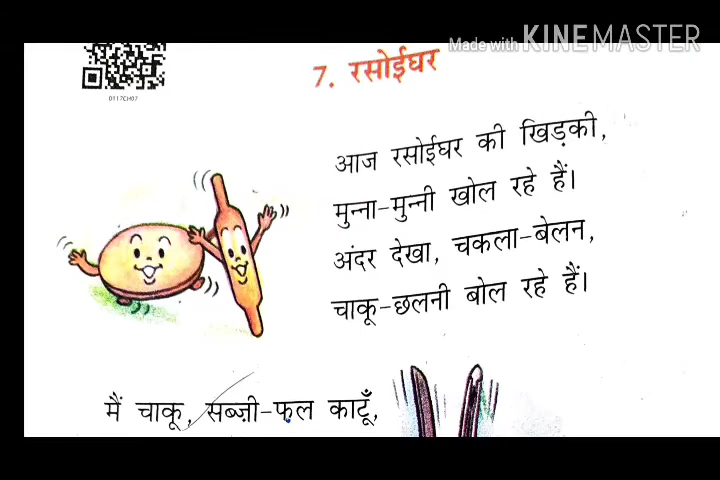 Made with KINEMASTER
0117CH07
7. रसोईघर
आज रसोईघर की खिड़की,
मुन्ना-मुन्नी खोल रहे हैं।
अंदर देखा, चकला-बेलन,
चाकू-छलनी बोल रहे हैं।
मैं चाकू, सब्ज़ी-फल काटूँ,